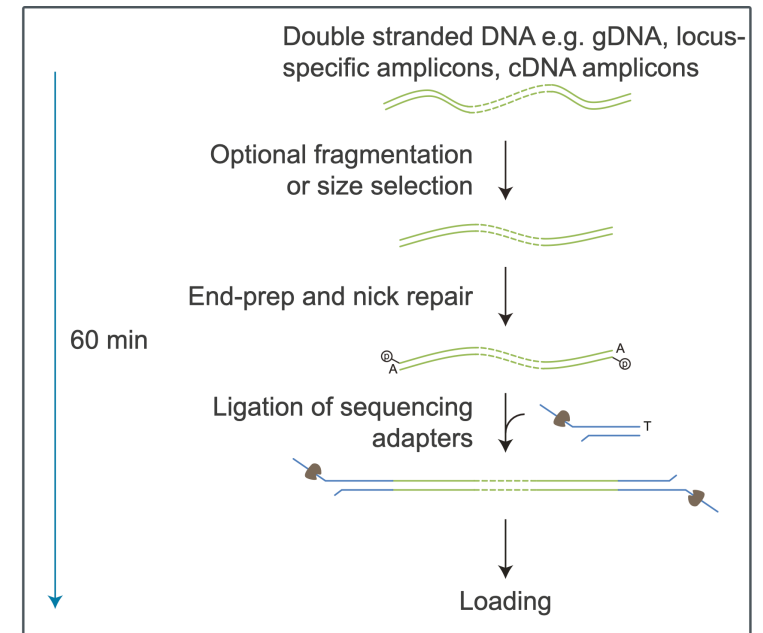 Double stranded DNA e.g. gDNA, locus-
specific amplicons, cDNA amplicons
Optional fragmentation
or size selection
End-prep and nick repair
60 min
p
A
A
p
Ligation of sequencing
adapters
T
Loading